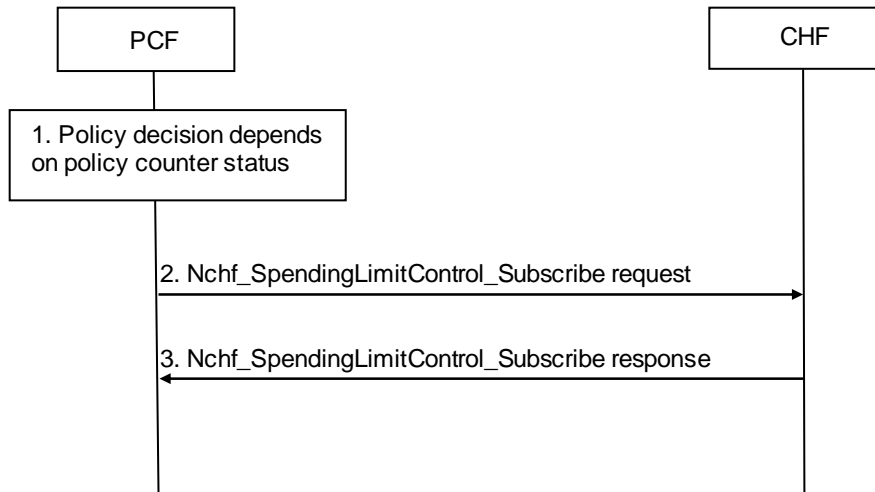 PCF
CHF
1. Policy decision depends
on policy counter status
2. Nchf_SpendingLimitControl_Subscribe request
3. Nchf_SpendingLimitControl_Subscribe response